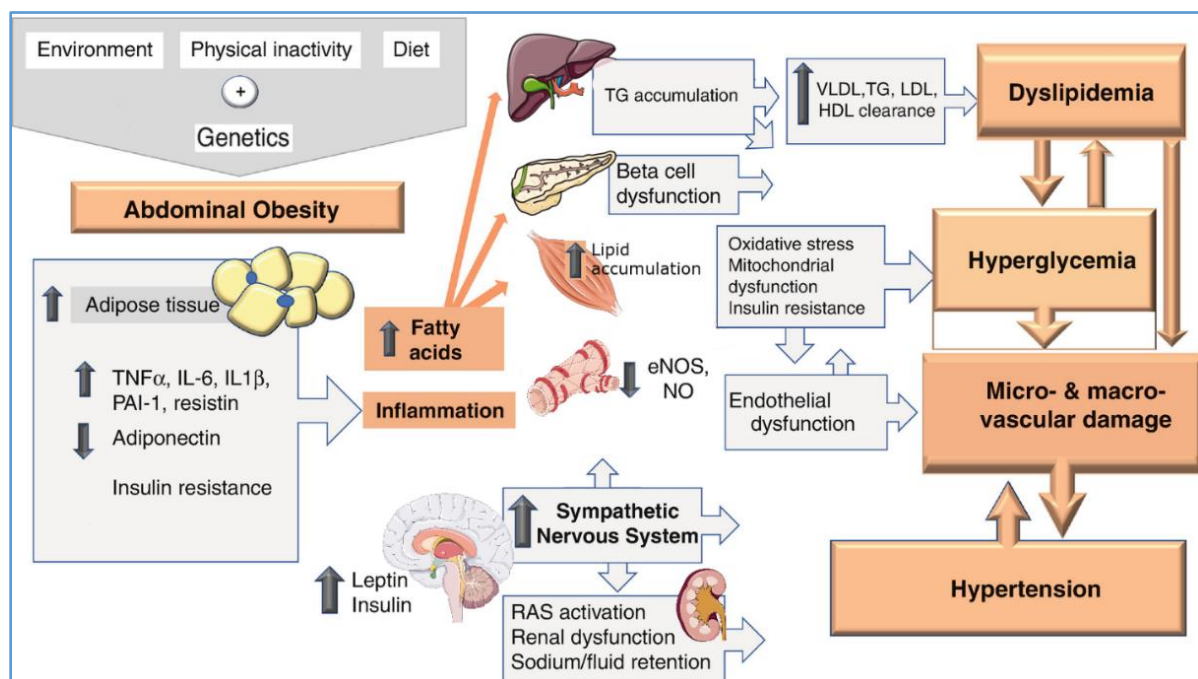 Environment
Physical inactivity
Diet
+
Genetics
Abdominal Obesity
Adipose tissue
TNFα, IL-6, IL1β,
PAI-1, resistin
Adiponectin
Insulin resistance
Fatty
acids
Inflammation
TG accumulation
VLDL,TG, LDL,
HDL clearance
Beta cell
dysfunction
Lipid
accumulation
Oxidative stress
Mitochondrial
dysfunction
Insulin resistance
eNOS,
NO
Endothelial
dysfunction
Leptin
Insulin
Sympathetic
Nervous System
RAS activation
Renal dysfunction
Sodium/fluid retention
Dyslipidemia
Hyperglycemia
Micro- & macro-
vascular damage
Hypertension